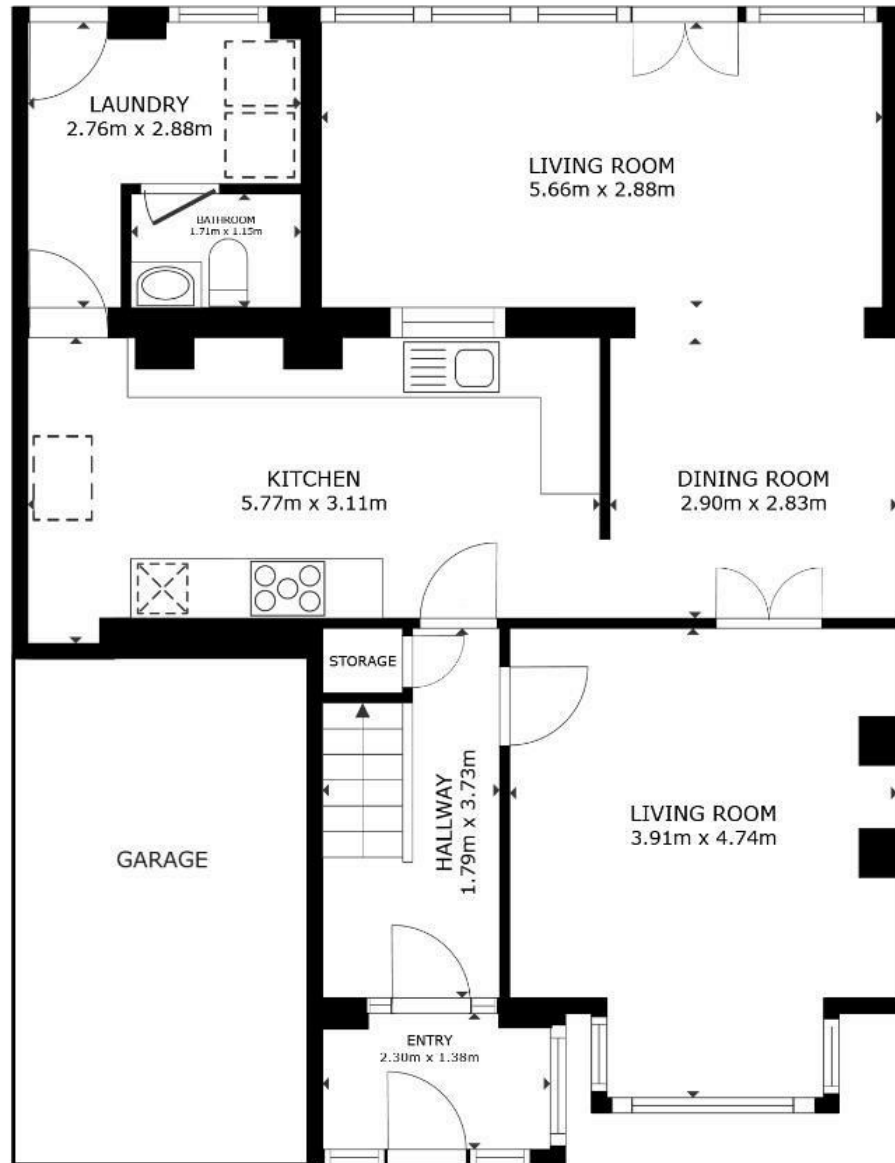 LAUNDRY
2.76m x 2.88m
LIVING ROOM
5.66m x 2.88m
BATHROOM
1.71m x 1.15m
KITCHEN
5.77m x 3.11m
DINING ROOM
2.90m x 2.83m
STORAGE
HALLWAY
1.79m x 3.73m
LIVING ROOM
3.91m x 4.74m
GARAGE
ENTRY
2.30m x 1.38m